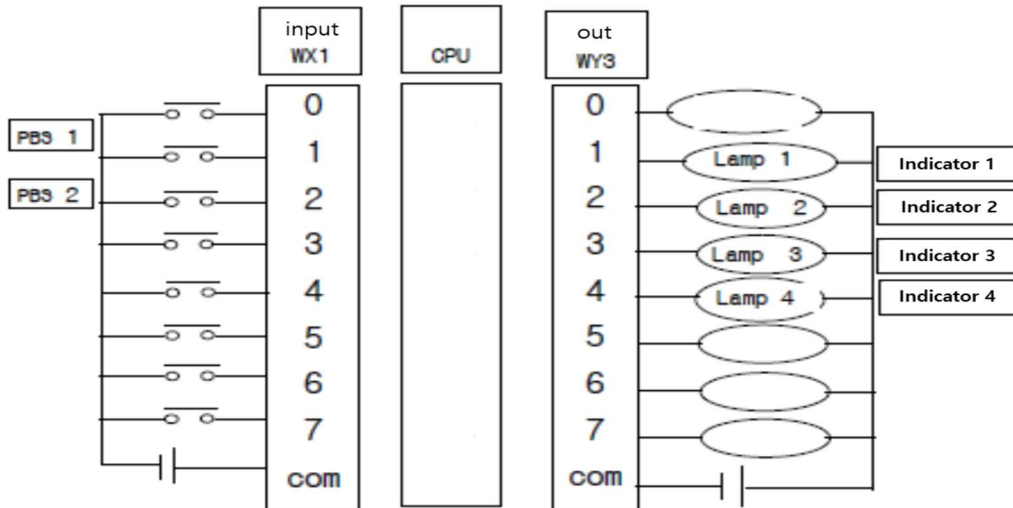 input
WX1
CPU
out
WY3
PBS 1
PBS 2
0
1
2
3
4
5
6
7
com
0
1
2
3
4
5
6
7
com
Lamp 1
Lamp 2
Lamp 3
Lamp 4
Indicator 1
Indicator 2
Indicator 3
Indicator 4